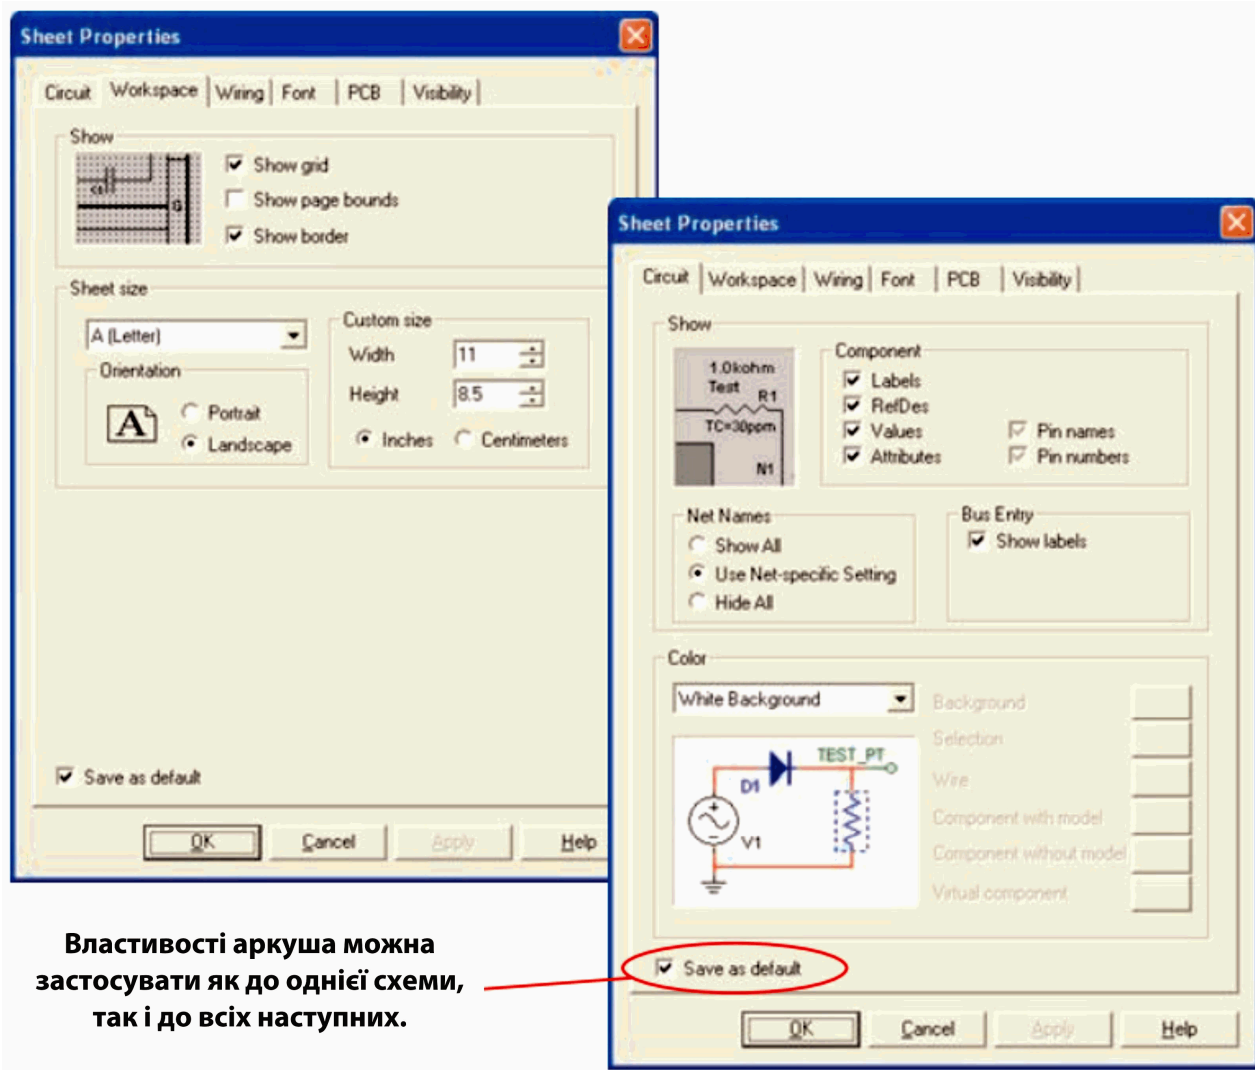 Sheet Properties
Circuit Workspace Wiring Font PCB Visibility
Show
Show grid
Show page bounds
Show border
Sheet size
A (Letter)
Orientation
A
Portrait
Landscape
Custom size
Width 11
Height 8.5
Inches Centimeters
Save as default
OK Cancel Apply Help
Sheet Properties
Circuit Workspace Wiring Font PCB Visibility
Show
1.0kohm
Test
R1
TC=30ppm
N1
Component
Labels
RefDes
Values Pin names
Attributes Pin numbers
Net Names
Show All
Use Net-specific Setting
Hide All
Bus Entry
Show labels
Color
White Background
TEST_PT
D1
V1
Background
Selection
Wire
Component with model
Component without model
Virtual component
Save as default
OK Cancel Apply Help
Властивості аркуша можна
застосувати як до однієї схеми,
так і до всіх наступних.